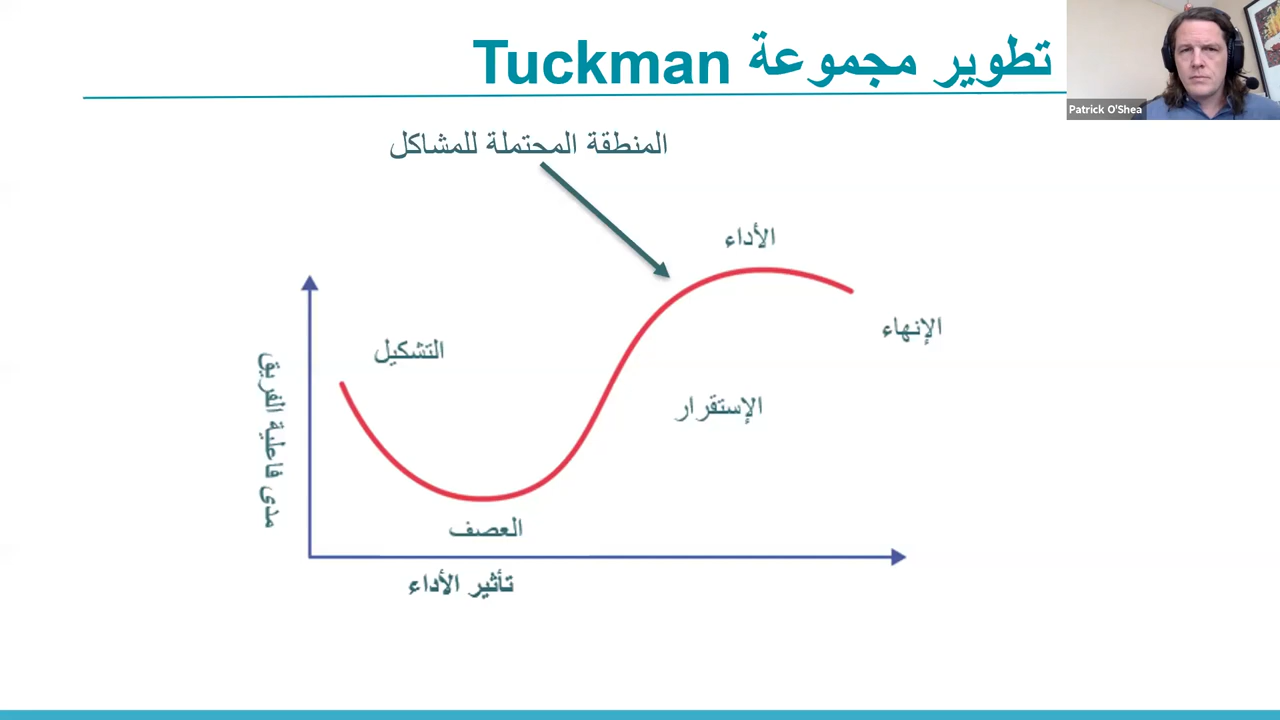 تطوير مجموعة Tuckman
Patrick O'Shea
المنطقة المحتملة للمشاكل
الأداء
الإنهاء
التشكيل
الإستقرار
مدى فاعلية الفريق
العصف
تأثير الأداء